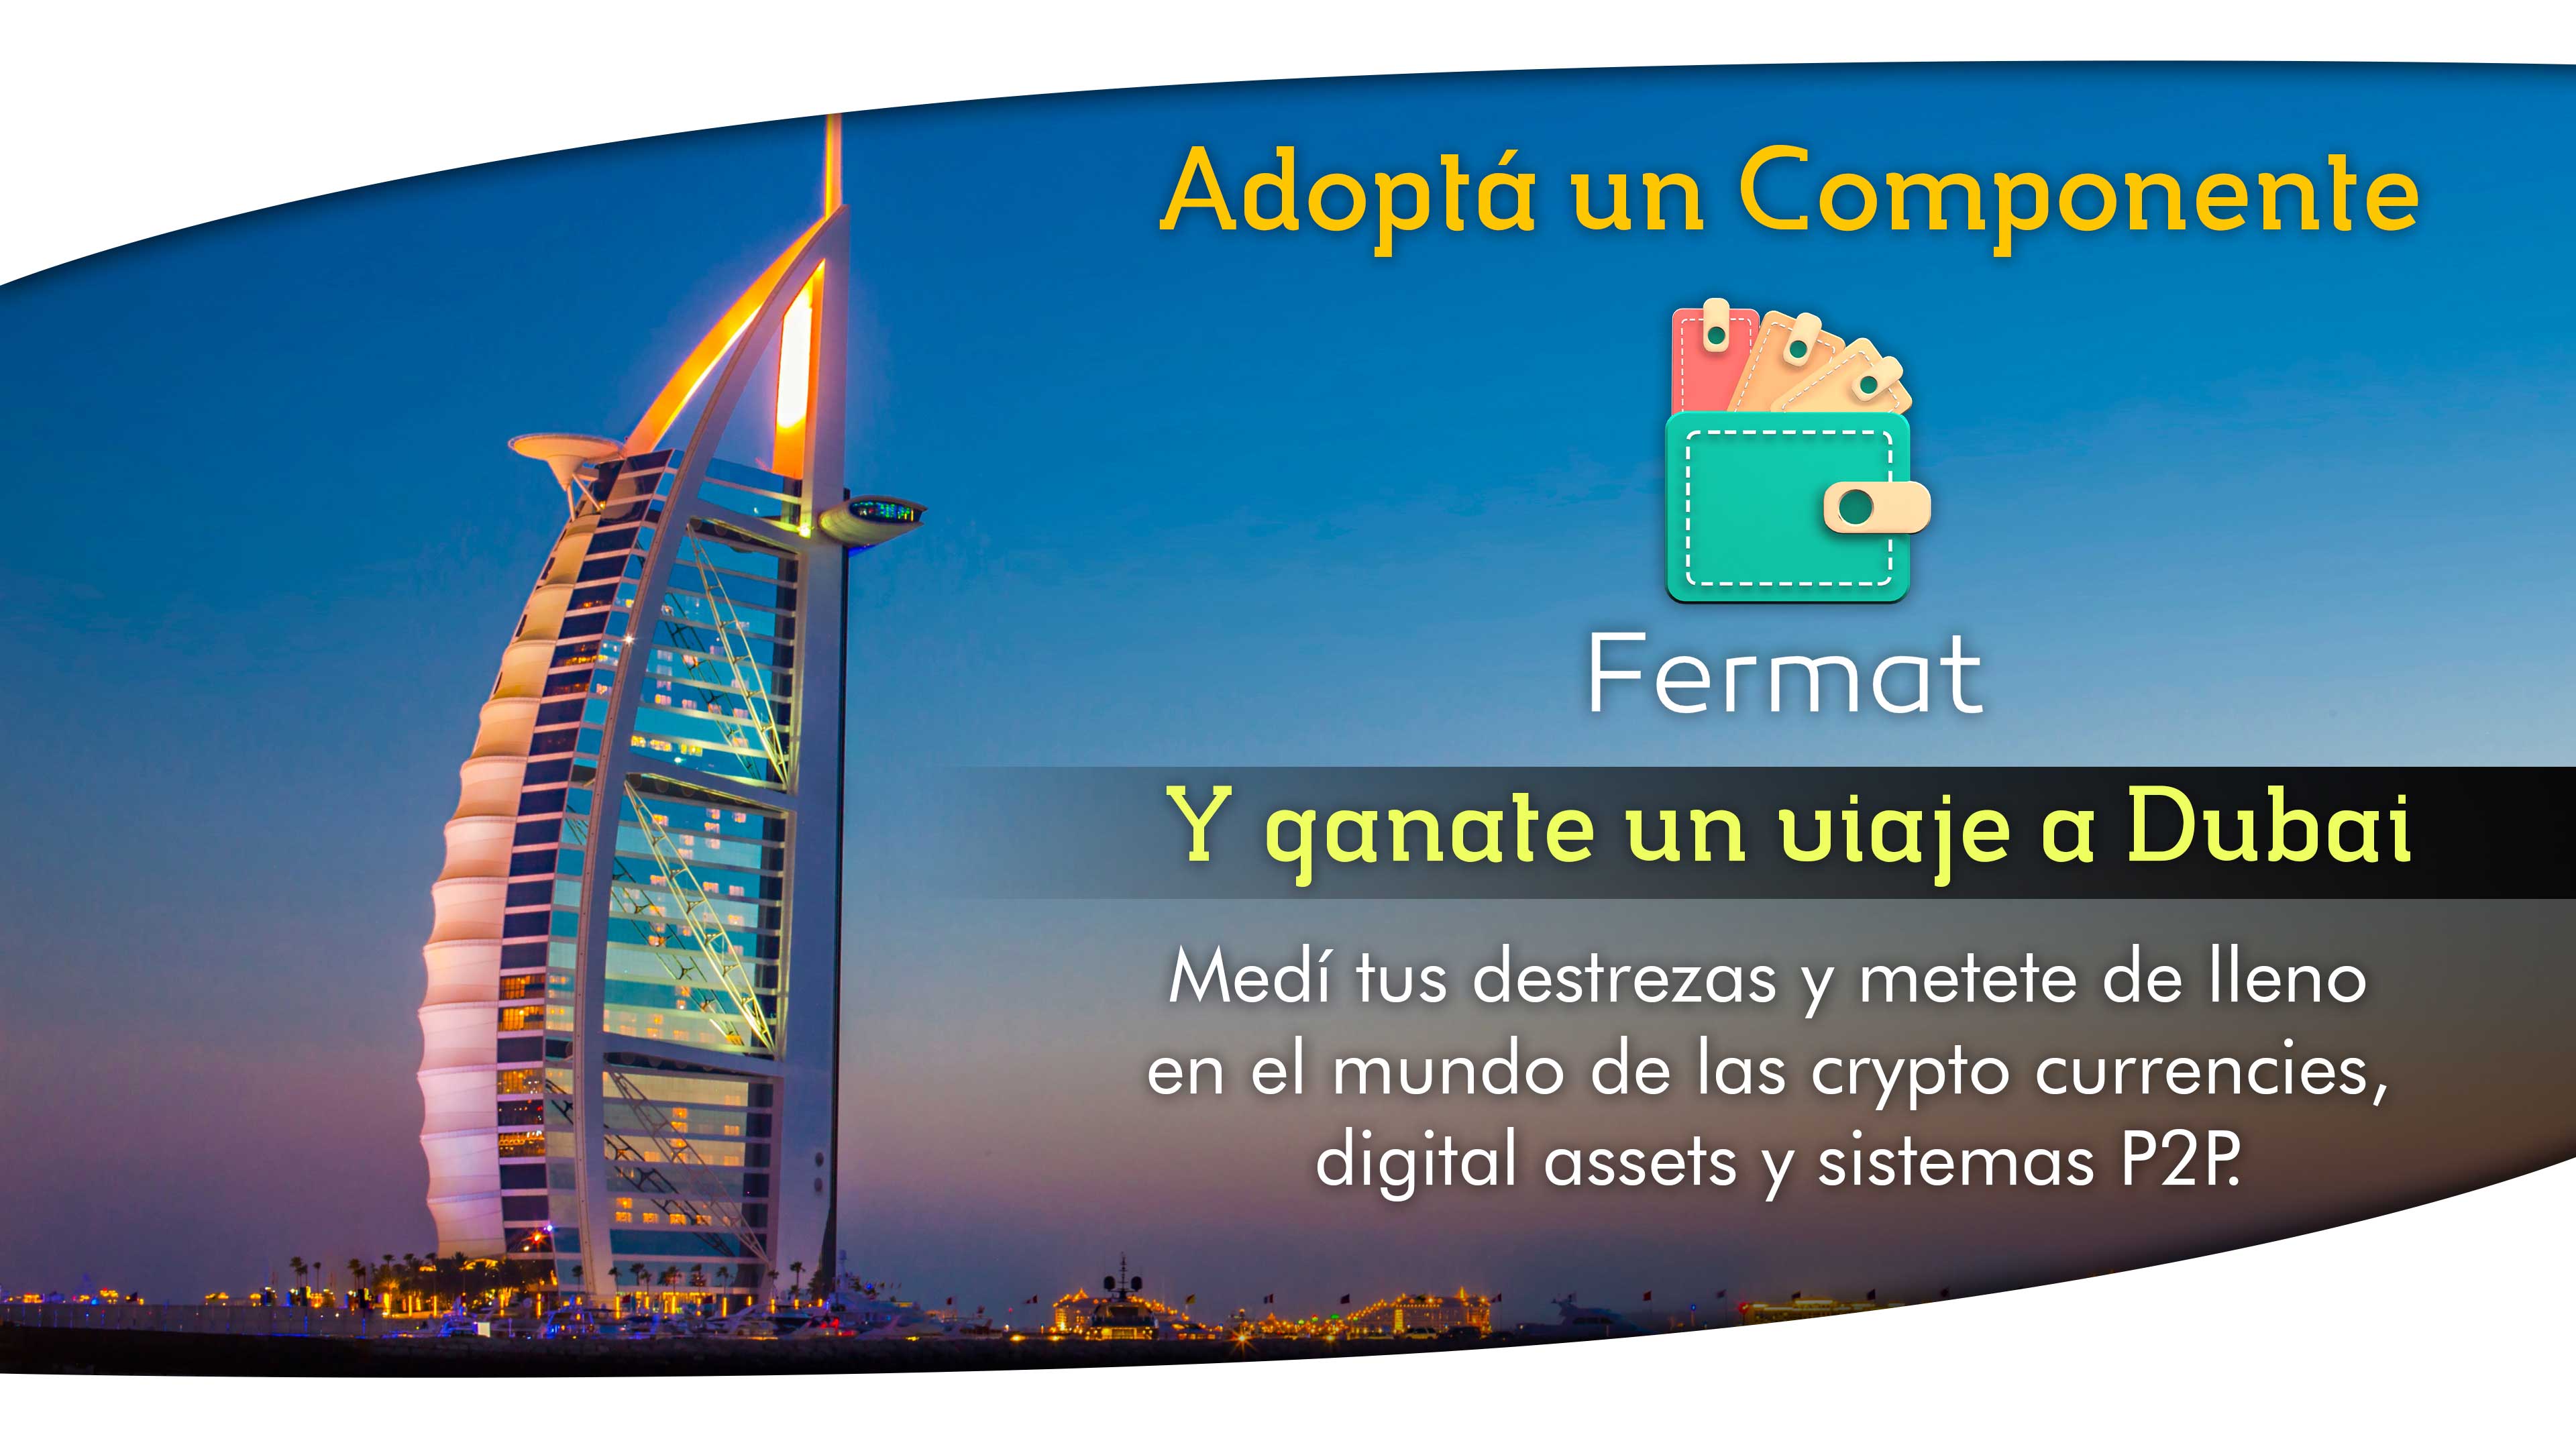 Adoptá un Componente
Fermat
Y ganate un viaje a Dubai
Medí tus destrezas y metete de lleno
en el mundo de las crypto currencies,
digital assets y sistemas P2P.